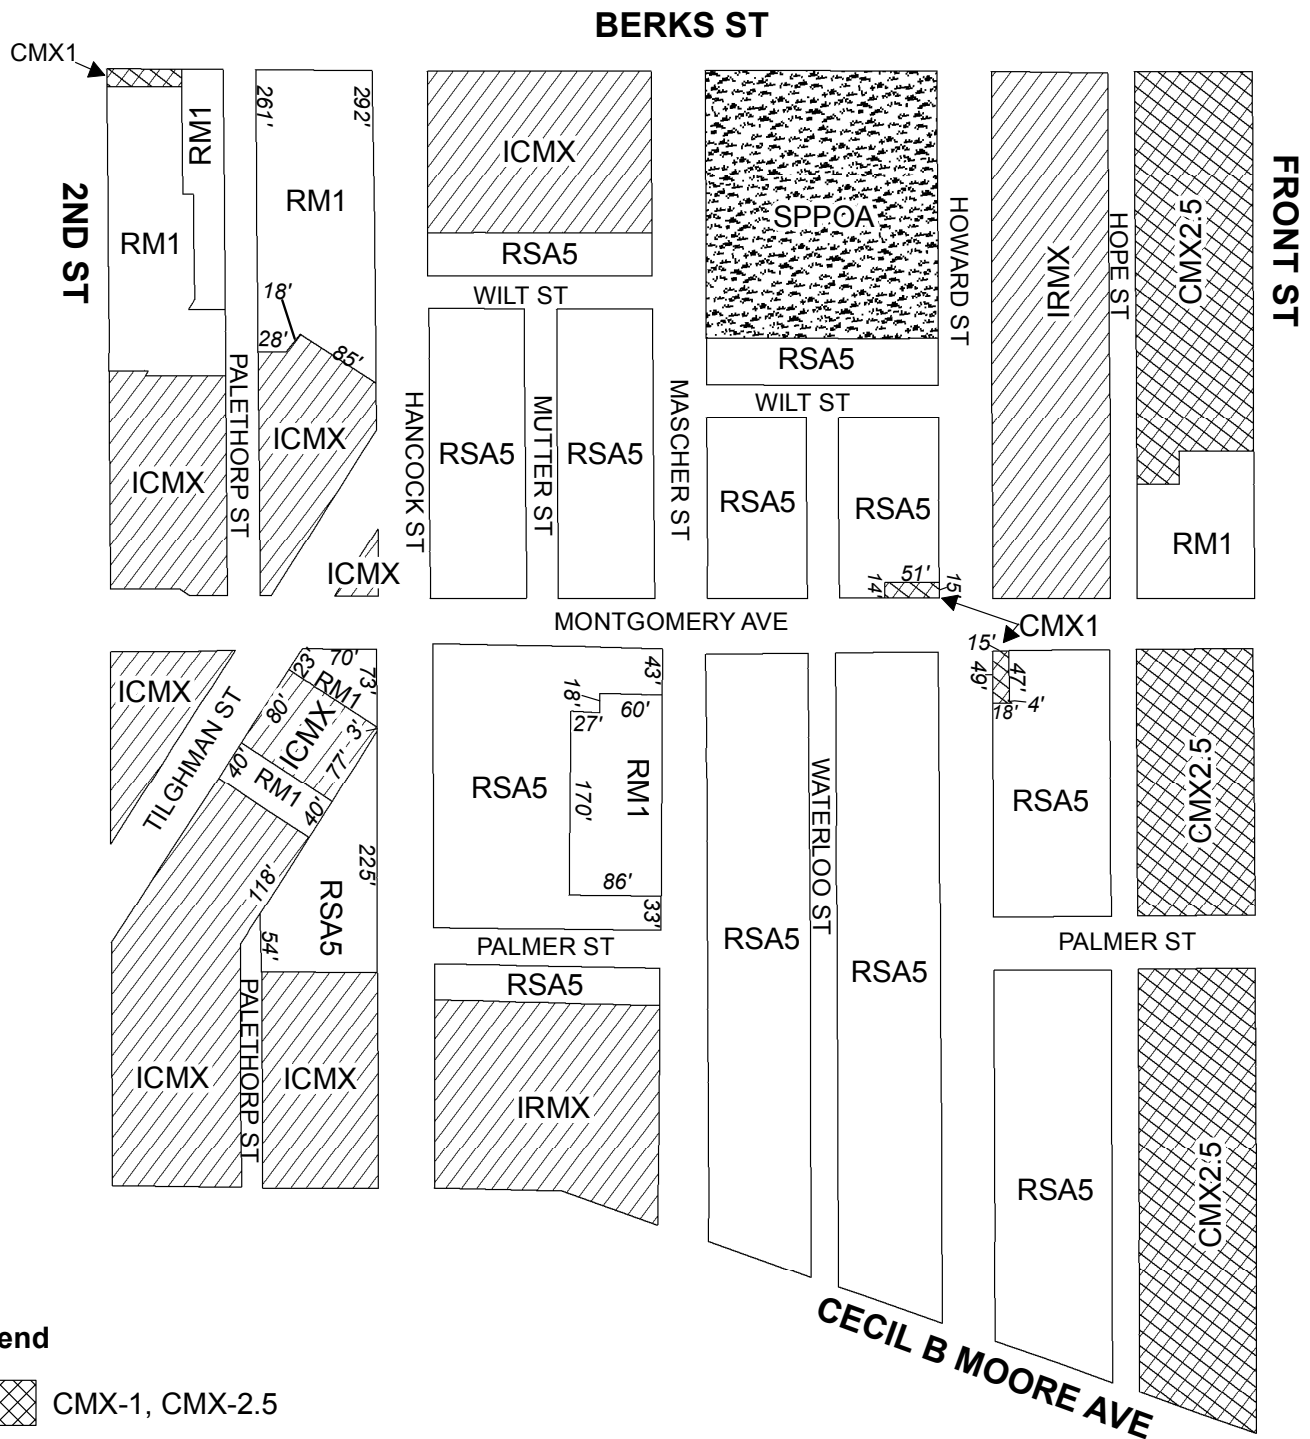 BERKS ST
CMX1
2ND ST
RM1
RM1
261'
292'
RM1
18'
28'
85'
ICMX
RSA5
WILT ST
SPPOA
RSA5
WILT ST
HOWARD ST
IRMX
HOPE ST
CMX2.5
FRONT ST
RM1
ICMX
PALETHORP ST
ICMX
ICMX
HANCOCK ST
RSA5
MUTTER ST
RSA5
MASCHER ST
RSA5
RSA5
51'
14'
15'
MONTGOMERY AVE
CMX1
15'
49'
47'
18'
4'
RSA5
CMX2.5
ICMX
TILGHMAN ST
70'
23'
73'
RM1
80'
ICMX
3'
77'
40'
RM1
40'
118'
225'
RSA5
54'
43'
18'
60'
27'
RSA5
170'
RM1
86'
33'
PALMER ST
RSA5
IRMX
WATERLOO ST
RSA5
RSA5
PALMER ST
RSA5
CMX2.5
ICMX
PALETHORP ST
ICMX
CECIL B MOORE AVE
end
CMX-1, CMX-2.5